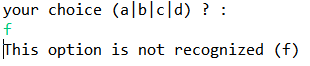 your choice (a|b|c|d) ? :
f
This option is not recognized (f)